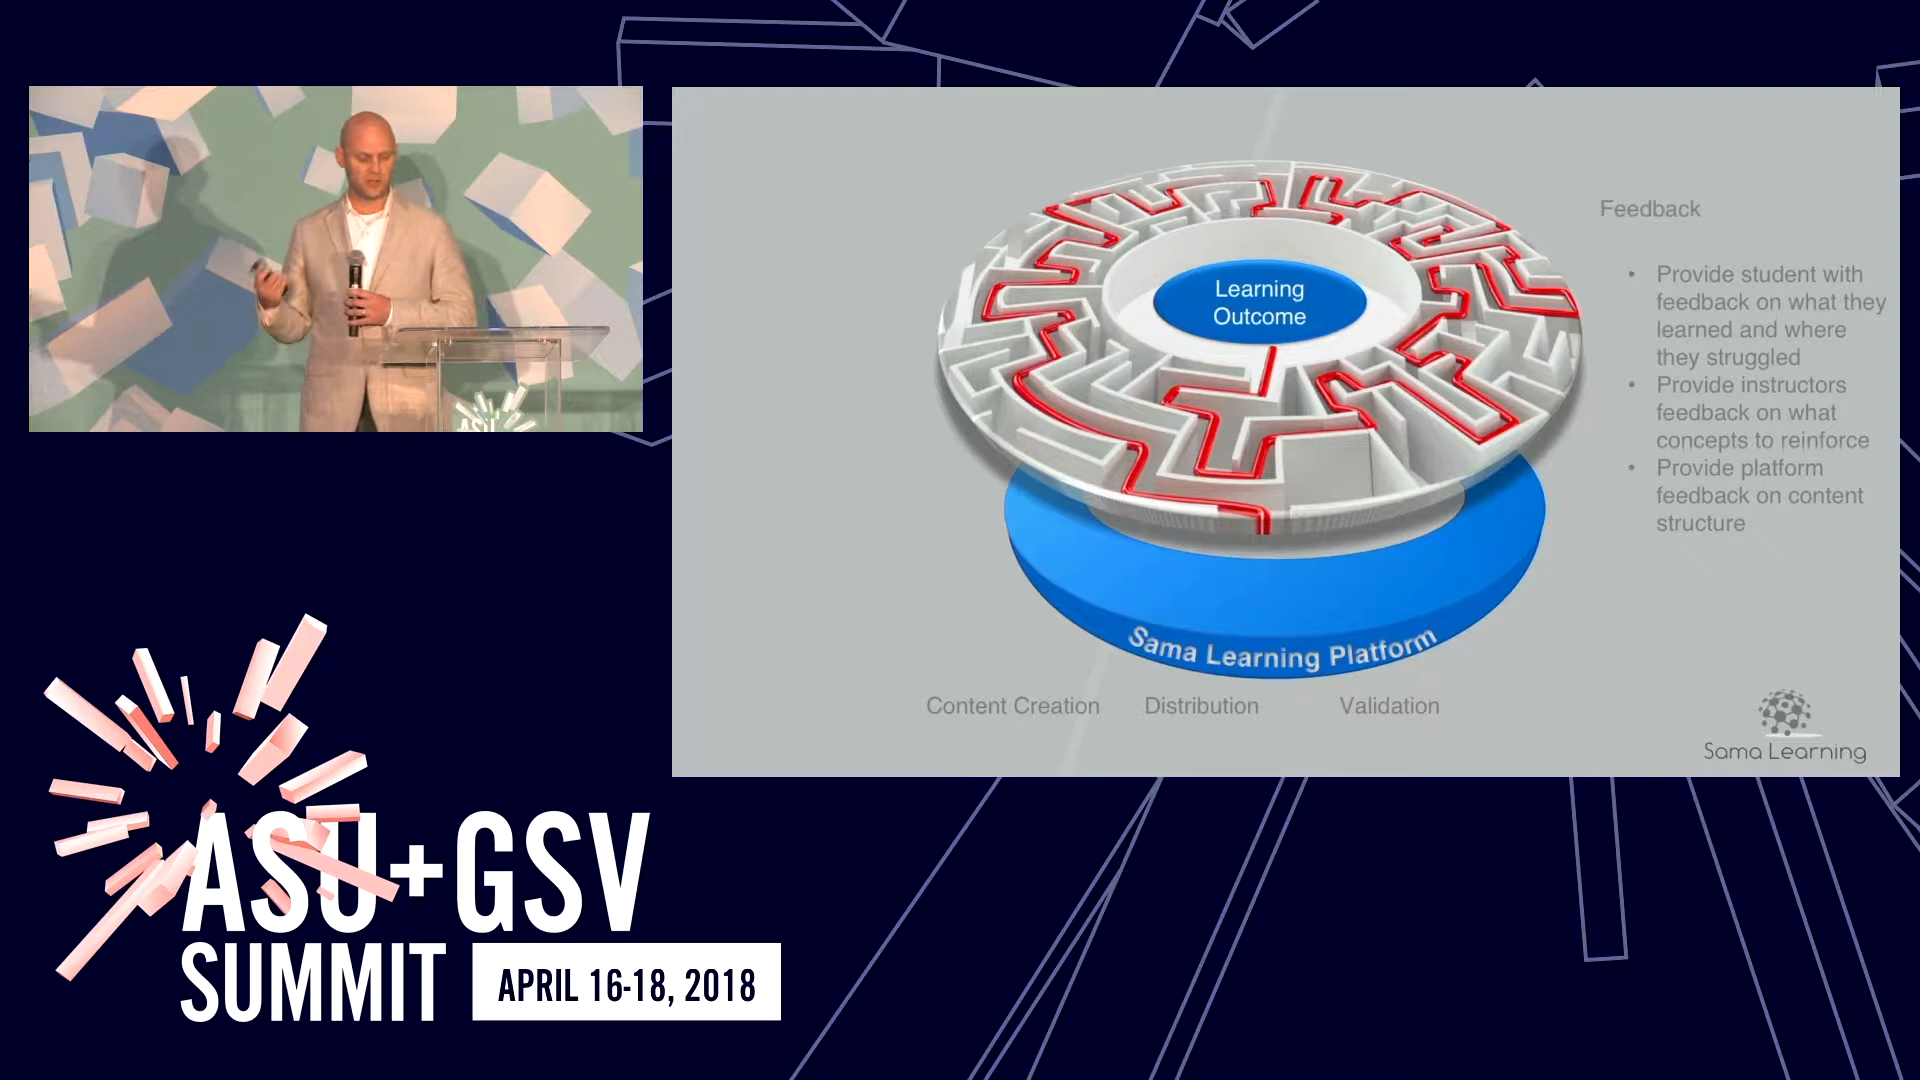 Learning
Outcome
Sama Learning Platform
Content Creation
Distribution
Validation
Feedback
• Provide student with
feedback on what they
learned and where
they struggled
• Provide instructors
feedback on what
concepts to reinforce
• Provide platform
feedback on content
structure
Sama Learning
ASU
ASU+GSV
SUMMIT
APRIL 16-18, 2018